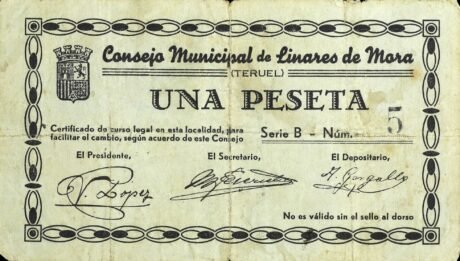 Consejo Municipal de Linares de Mora
(TERUEL)
UNA PESETA
Certificado de curso legal en esta localidad, para
facilitar el cambio, según acuerdo de este Consejo
Serie B - Núm. 5
El Presidente, El Secretario, El Depositario,
V. Lopez
M. Gargallo
No es válido sin el sello al dorso